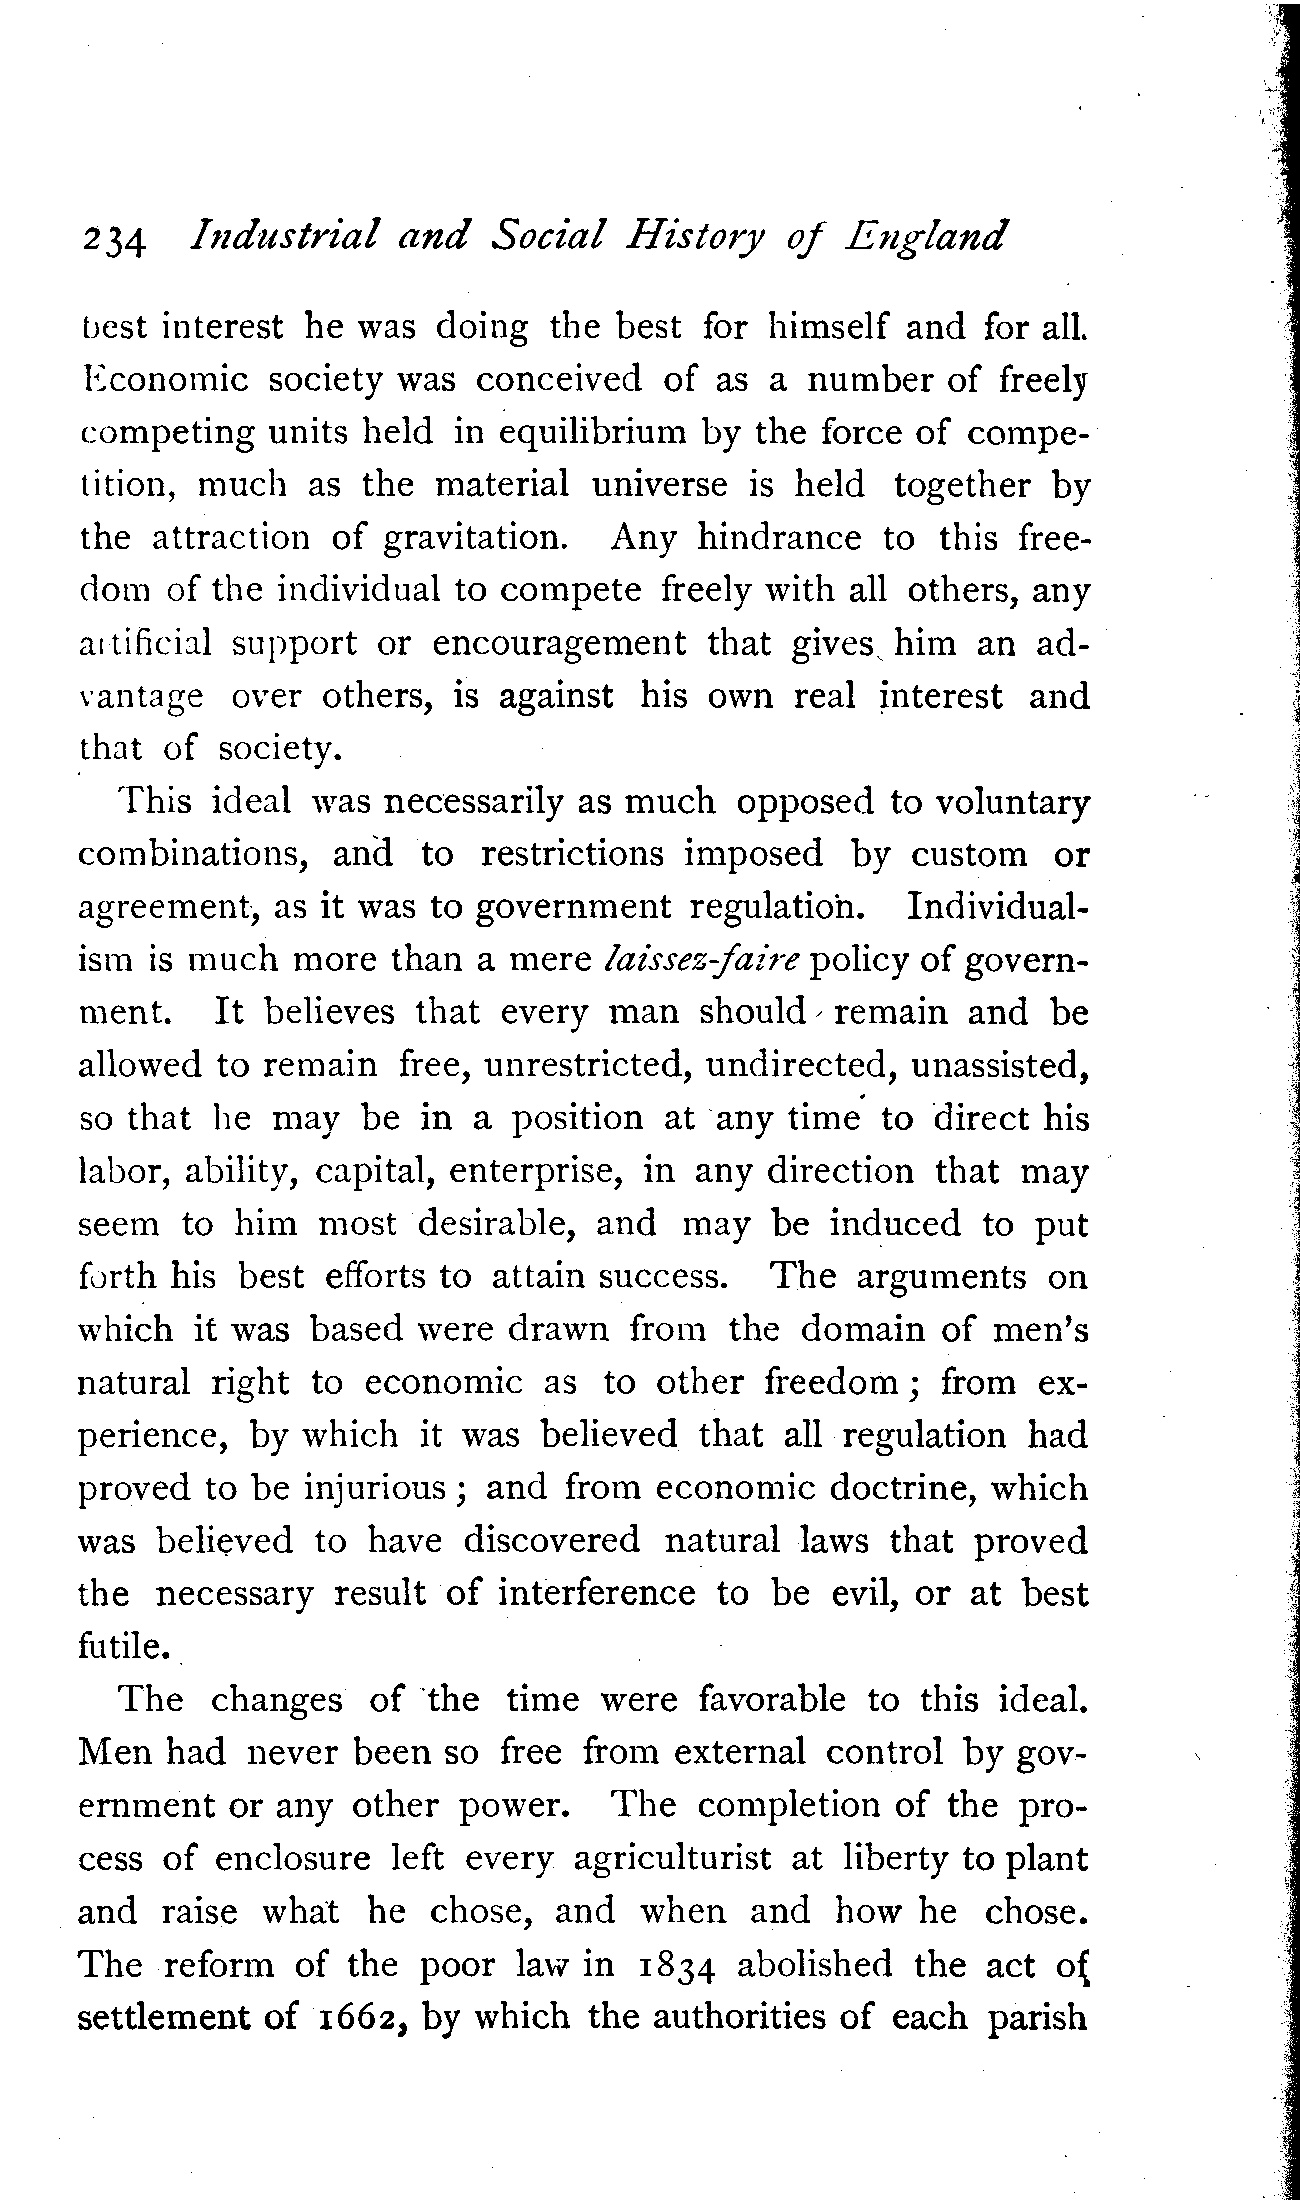 234 Industrial and Social History of England
best interest he was doing the best for himself and for all.
Economic society was conceived of as a number of freely
competing units held in equilibrium by the force of compe-
tition, much as the material universe is held together by
the attraction of gravitation. Any hindrance to this free-
dom of the individual to compete freely with all others, any
artificial support or encouragement that gives him an ad-
vantage over others, is against his own real interest and
that of society.
This ideal was necessarily as much opposed to voluntary
combinations, and to restrictions imposed by custom or
agreement, as it was to government regulation. Individual-
ism is much more than a mere laissez-faire policy of govern-
ment. It believes that every man should remain and be
allowed to remain free, unrestricted, undirected, unassisted,
so that he may be in a position at any time to direct his
labor, ability, capital, enterprise, in any direction that may
seem to him most desirable, and may be induced to put
forth his best efforts to attain success. The arguments on
which it was based were drawn from the domain of men's
natural right to economic as to other freedom; from ex-
perience, by which it was believed that all regulation had
proved to be injurious; and from economic doctrine, which
was believed to have discovered natural laws that proved
the necessary result of interference to be evil, or at best
futile.
The changes of the time were favorable to this ideal.
Men had never been so free from external control by gov-
ernment or any other power. The completion of the pro-
cess of enclosure left every agriculturist at liberty to plant
and raise what he chose, and when and how he chose.
The reform of the poor law in 1834 abolished the act of
settlement of 1662, by which the authorities of each parish